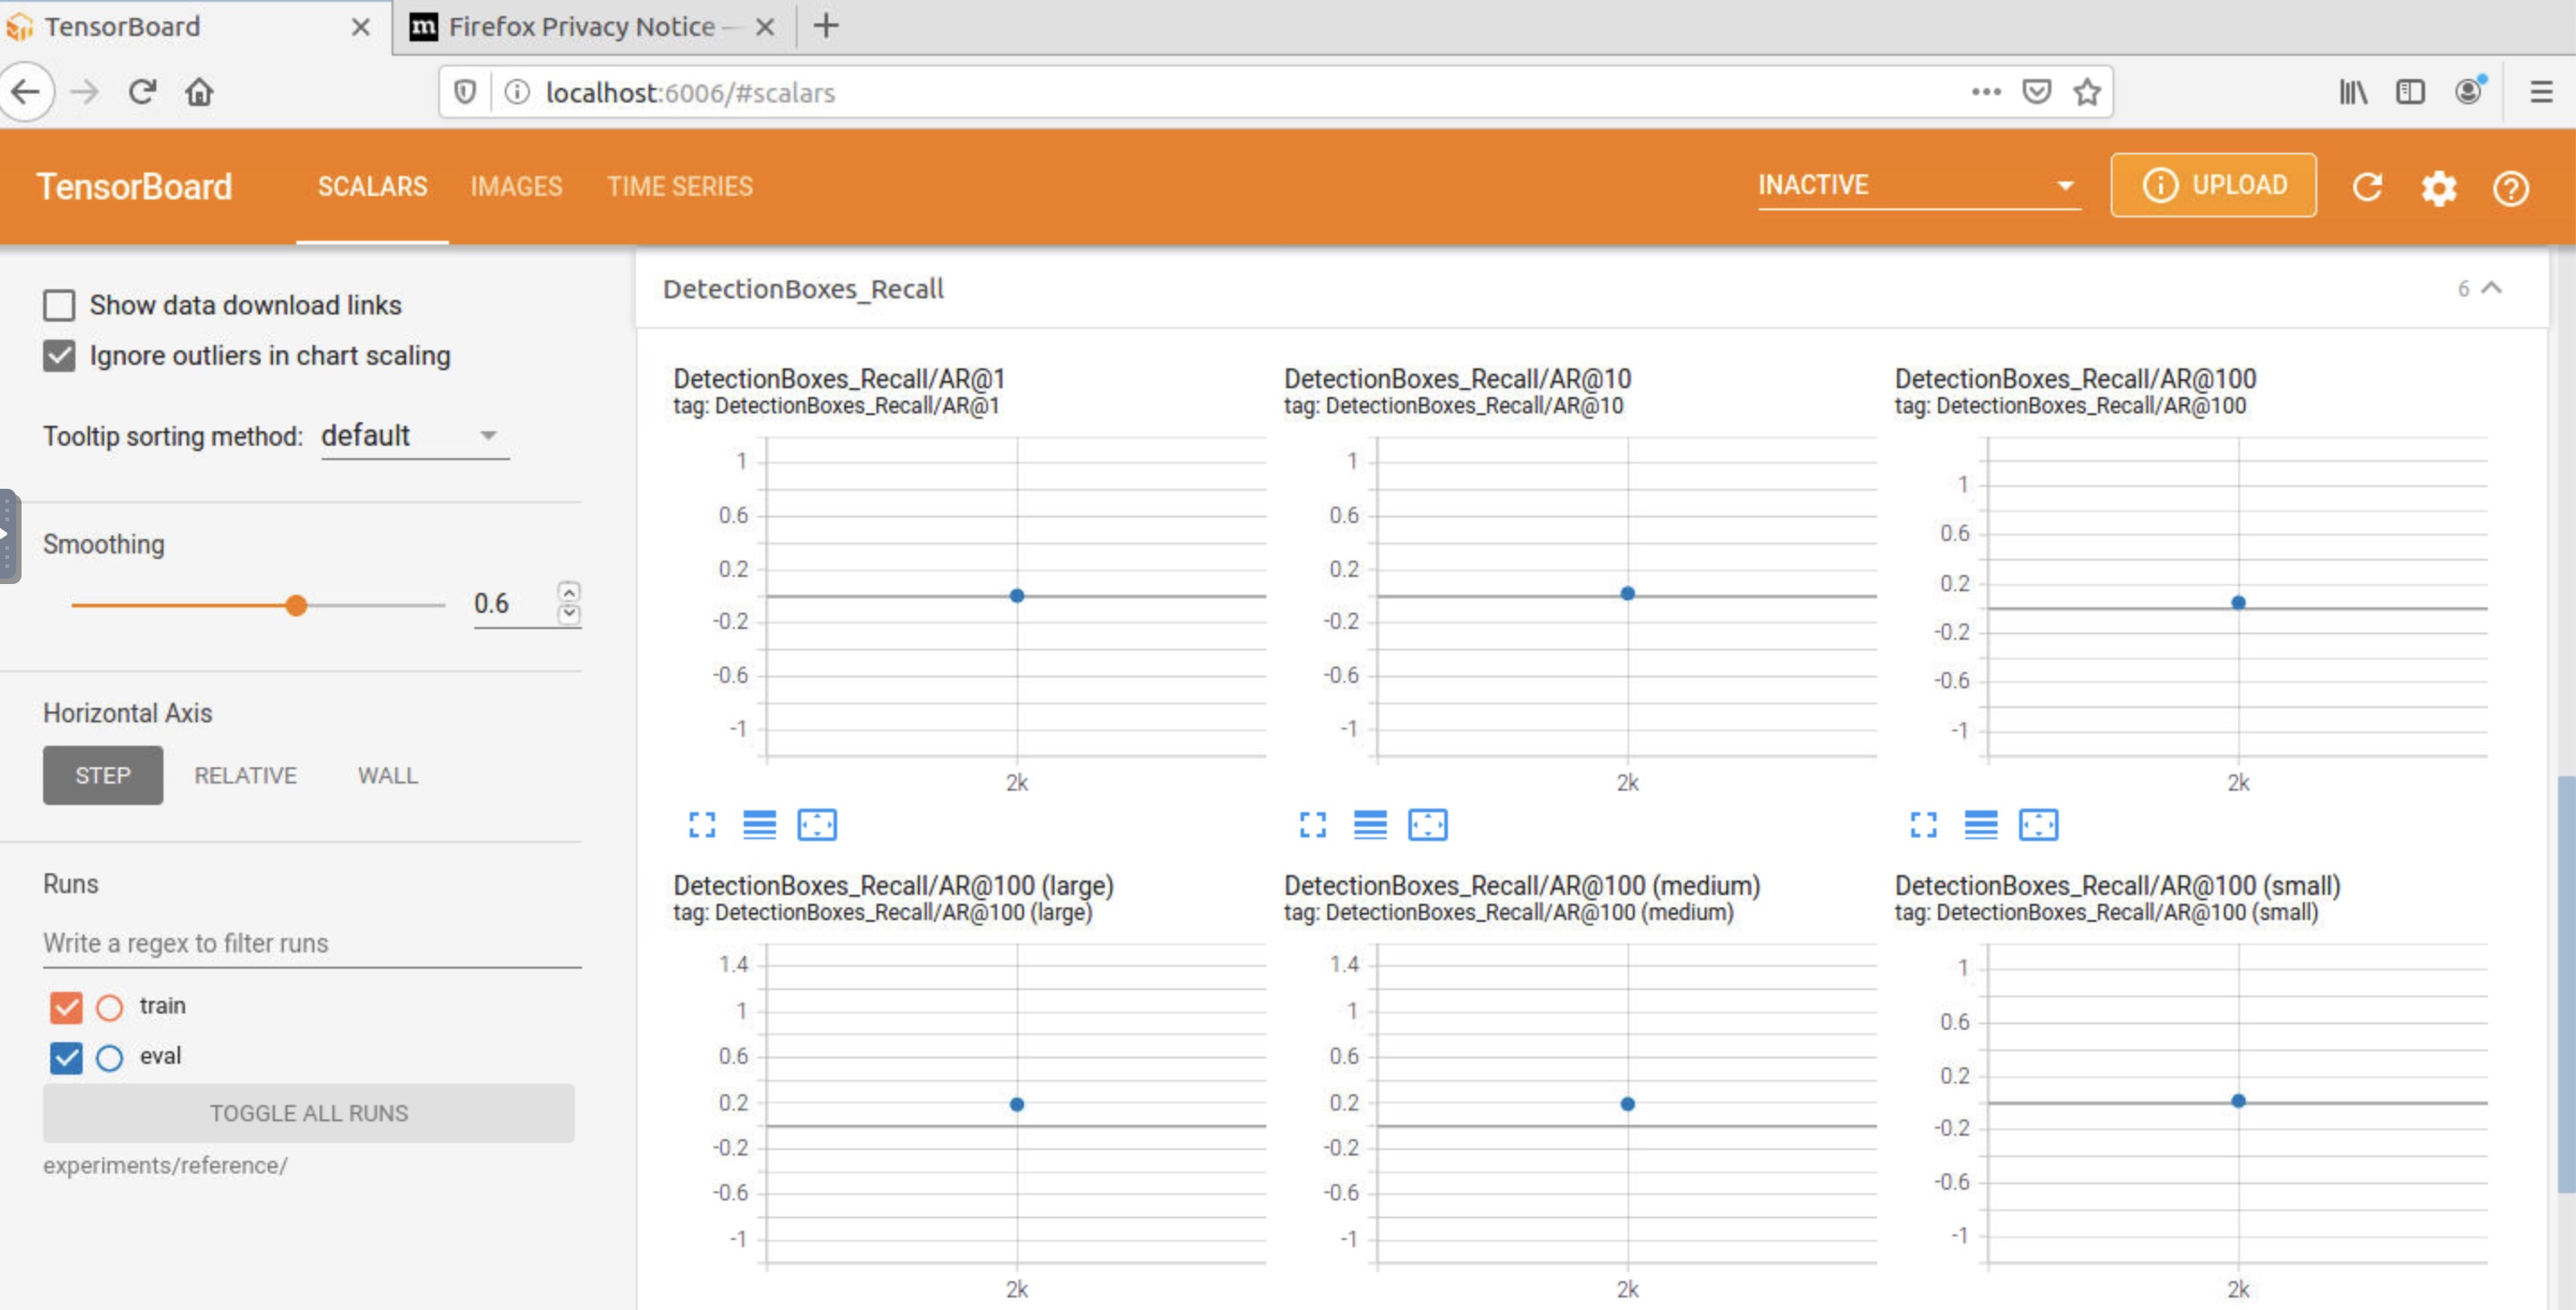 TensorBoard
Firefox Privacy Notice —
localhost:6006/#scalars
TensorBoard
SCALARS
IMAGES
TIME SERIES
INACTIVE
UPLOAD
Show data download links
Ignore outliers in chart scaling
Tooltip sorting method: default
Smoothing
0.6
Horizontal Axis
STEP
RELATIVE
WALL
Runs
Write a regex to filter runs
train
eval
TOGGLE ALL RUNS
experiments/reference/
DetectionBoxes_Recall
6
DetectionBoxes_Recall/AR@1
tag: DetectionBoxes_Recall/AR@1
1
0.6
0.2
-0.2
-0.6
-1
2k
DetectionBoxes_Recall/AR@10
tag: DetectionBoxes_Recall/AR@10
1
0.6
0.2
-0.2
-0.6
-1
2k
DetectionBoxes_Recall/AR@100
tag: DetectionBoxes_Recall/AR@100
1
0.6
0.2
-0.2
-0.6
-1
2k
DetectionBoxes_Recall/AR@100 (large)
tag: DetectionBoxes_Recall/AR@100 (large)
1.4
1
0.6
0.2
-0.2
-0.6
-1
2k
DetectionBoxes_Recall/AR@100 (medium)
tag: DetectionBoxes_Recall/AR@100 (medium)
1.4
1
0.6
0.2
-0.2
-0.6
-1
2k
DetectionBoxes_Recall/AR@100 (small)
tag: DetectionBoxes_Recall/AR@100 (small)
1
0.6
0.2
-0.2
-0.6
-1
2k